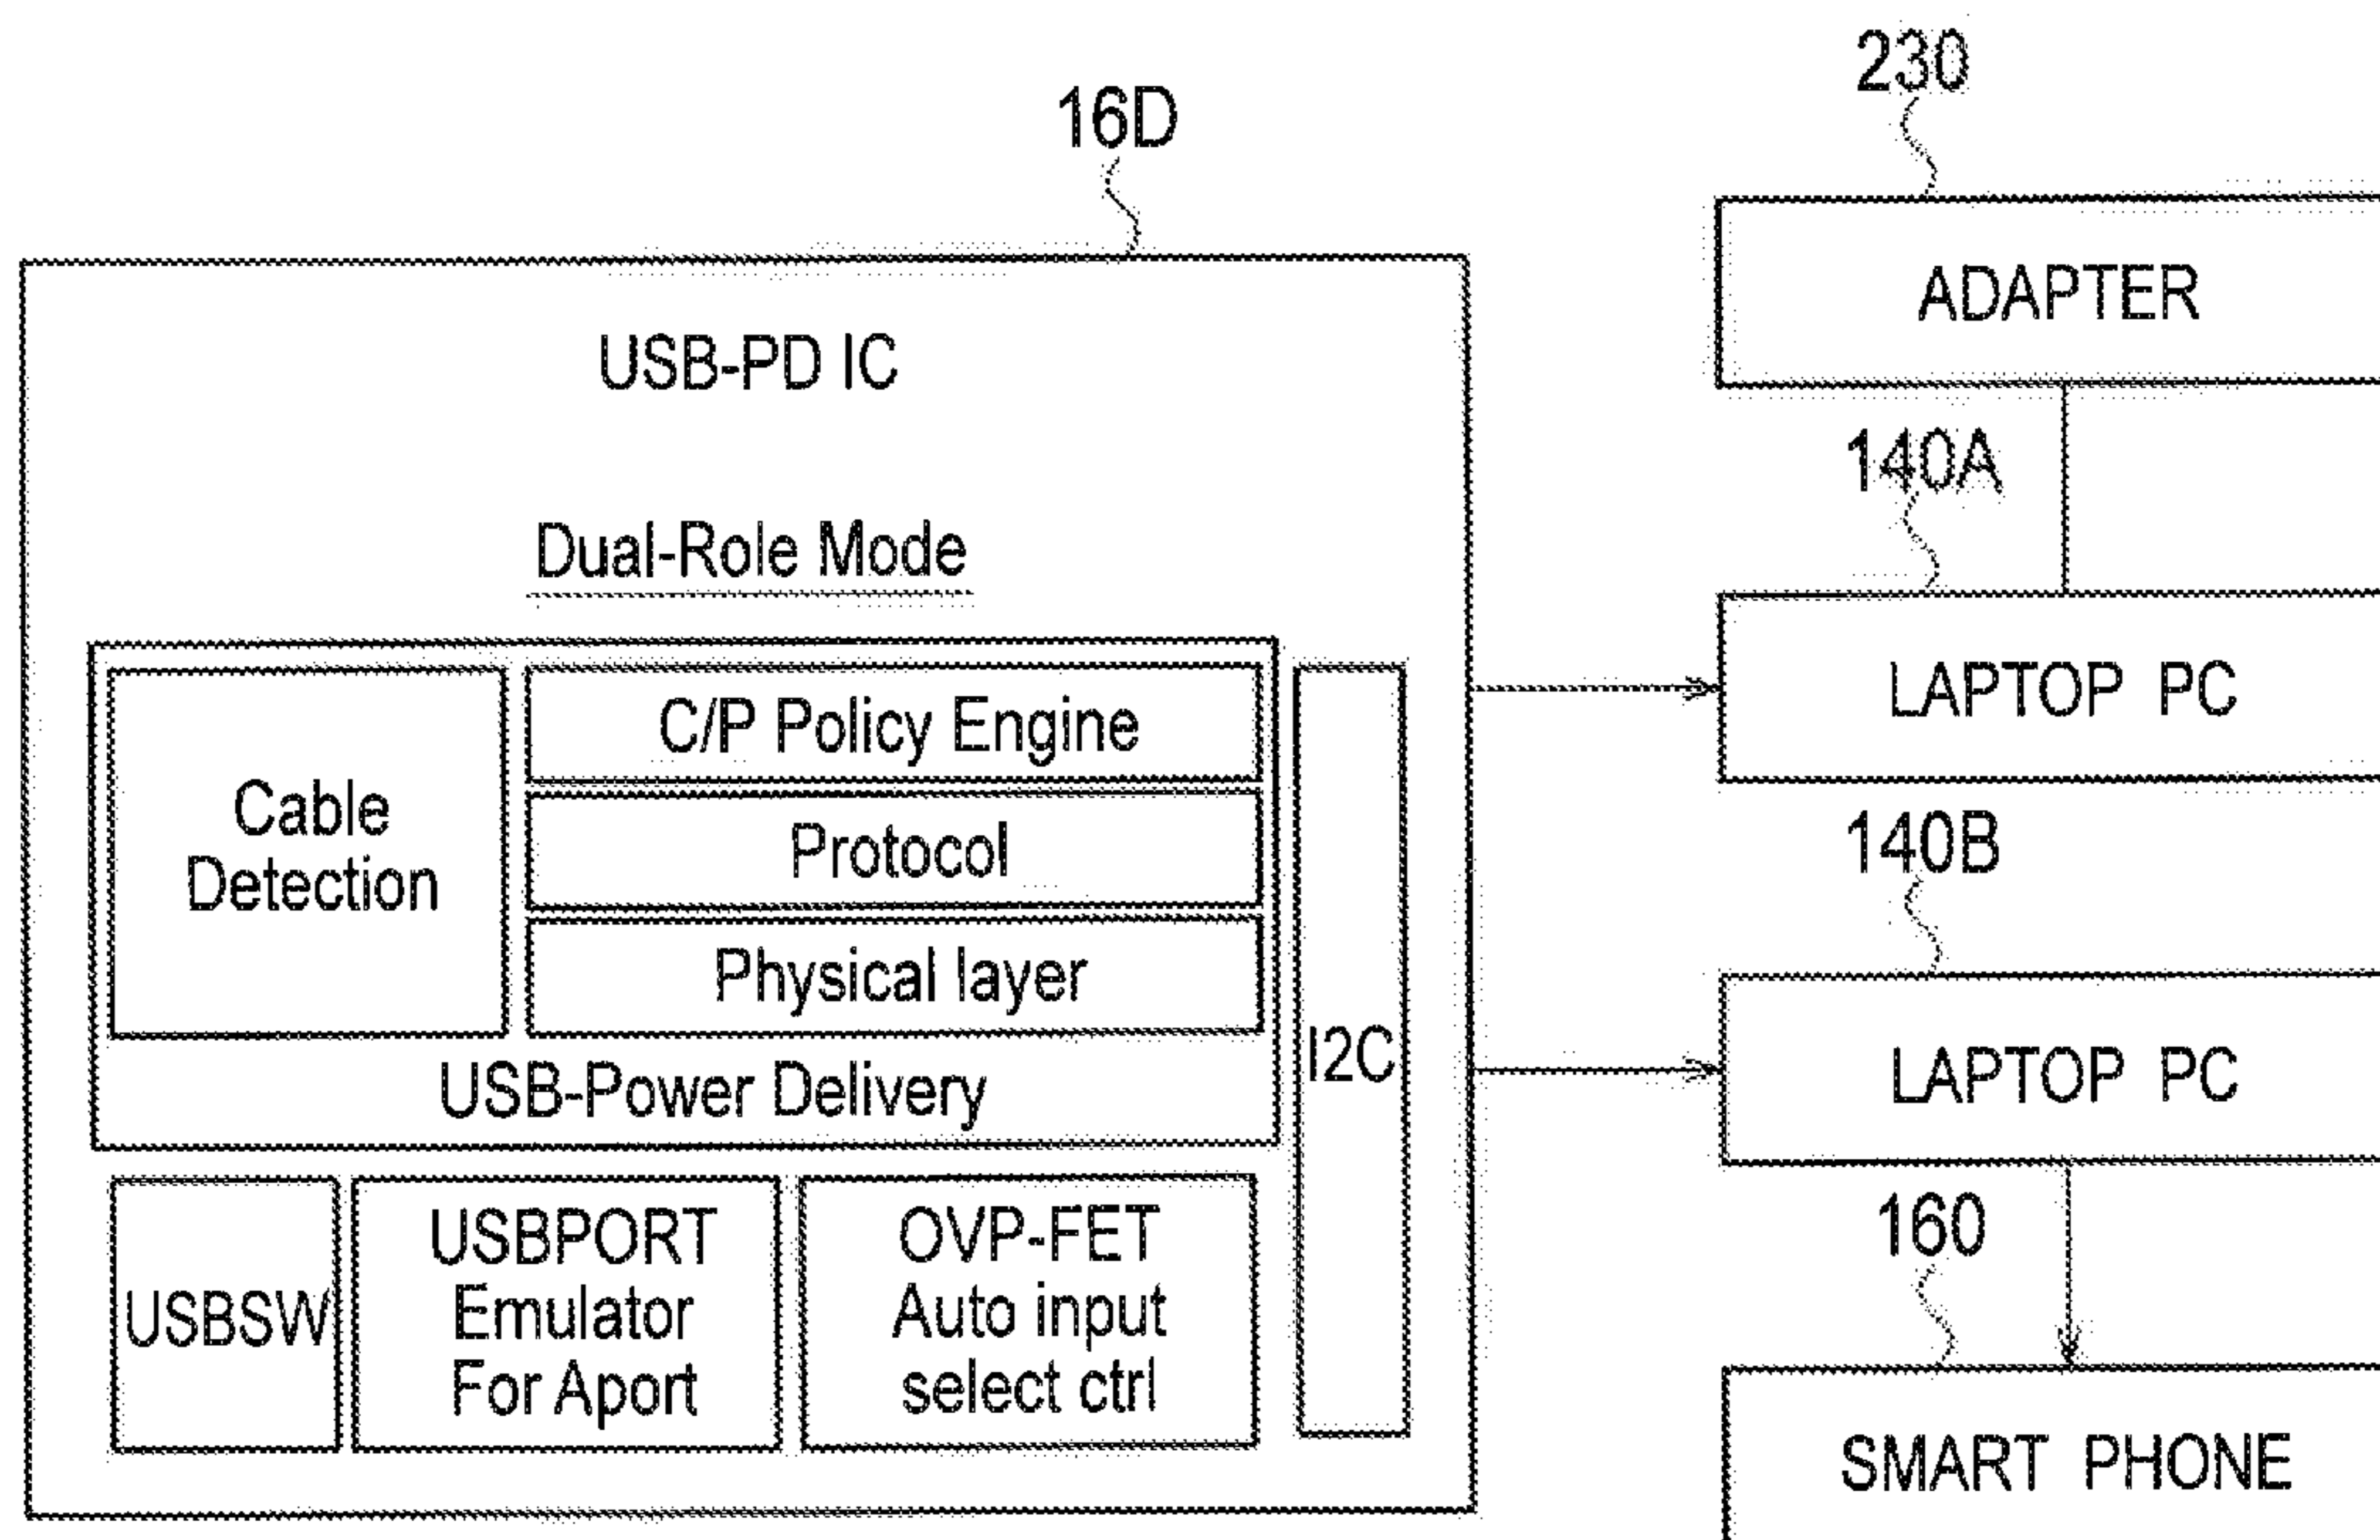 16D
USB-PD IC
Dual-Role Mode
Cable
Detection
C/P Policy Engine
Protocol
Physical layer
USB-Power Delivery
I2C
USBSW
USBPORT
Emulator
For Aport
OVP-FET
Auto input
select ctrl
230
ADAPTER
140A
LAPTOP PC
140B
LAPTOP PC
160
SMART PHONE